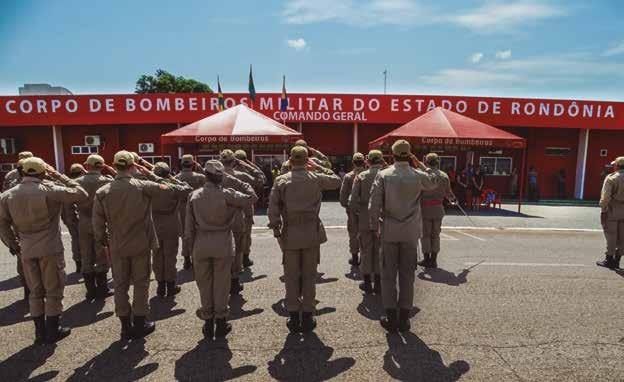 CORPO DE BOMBEIROS MILITAR DO ESTADO DE RONDÔNIA
COMANDO GERAL
Corpo de Bombeiros
Corpo de Bombeiros